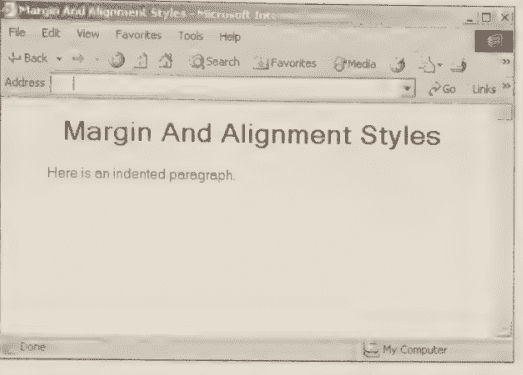 Margin And Alignment Styles - Microsoft Inte
File Edit View Favorites Tools Help
Back Search Favorites Media
Address Go Links
Margin And Alignment Styles
Here is an indented paragraph.
Done My Computer